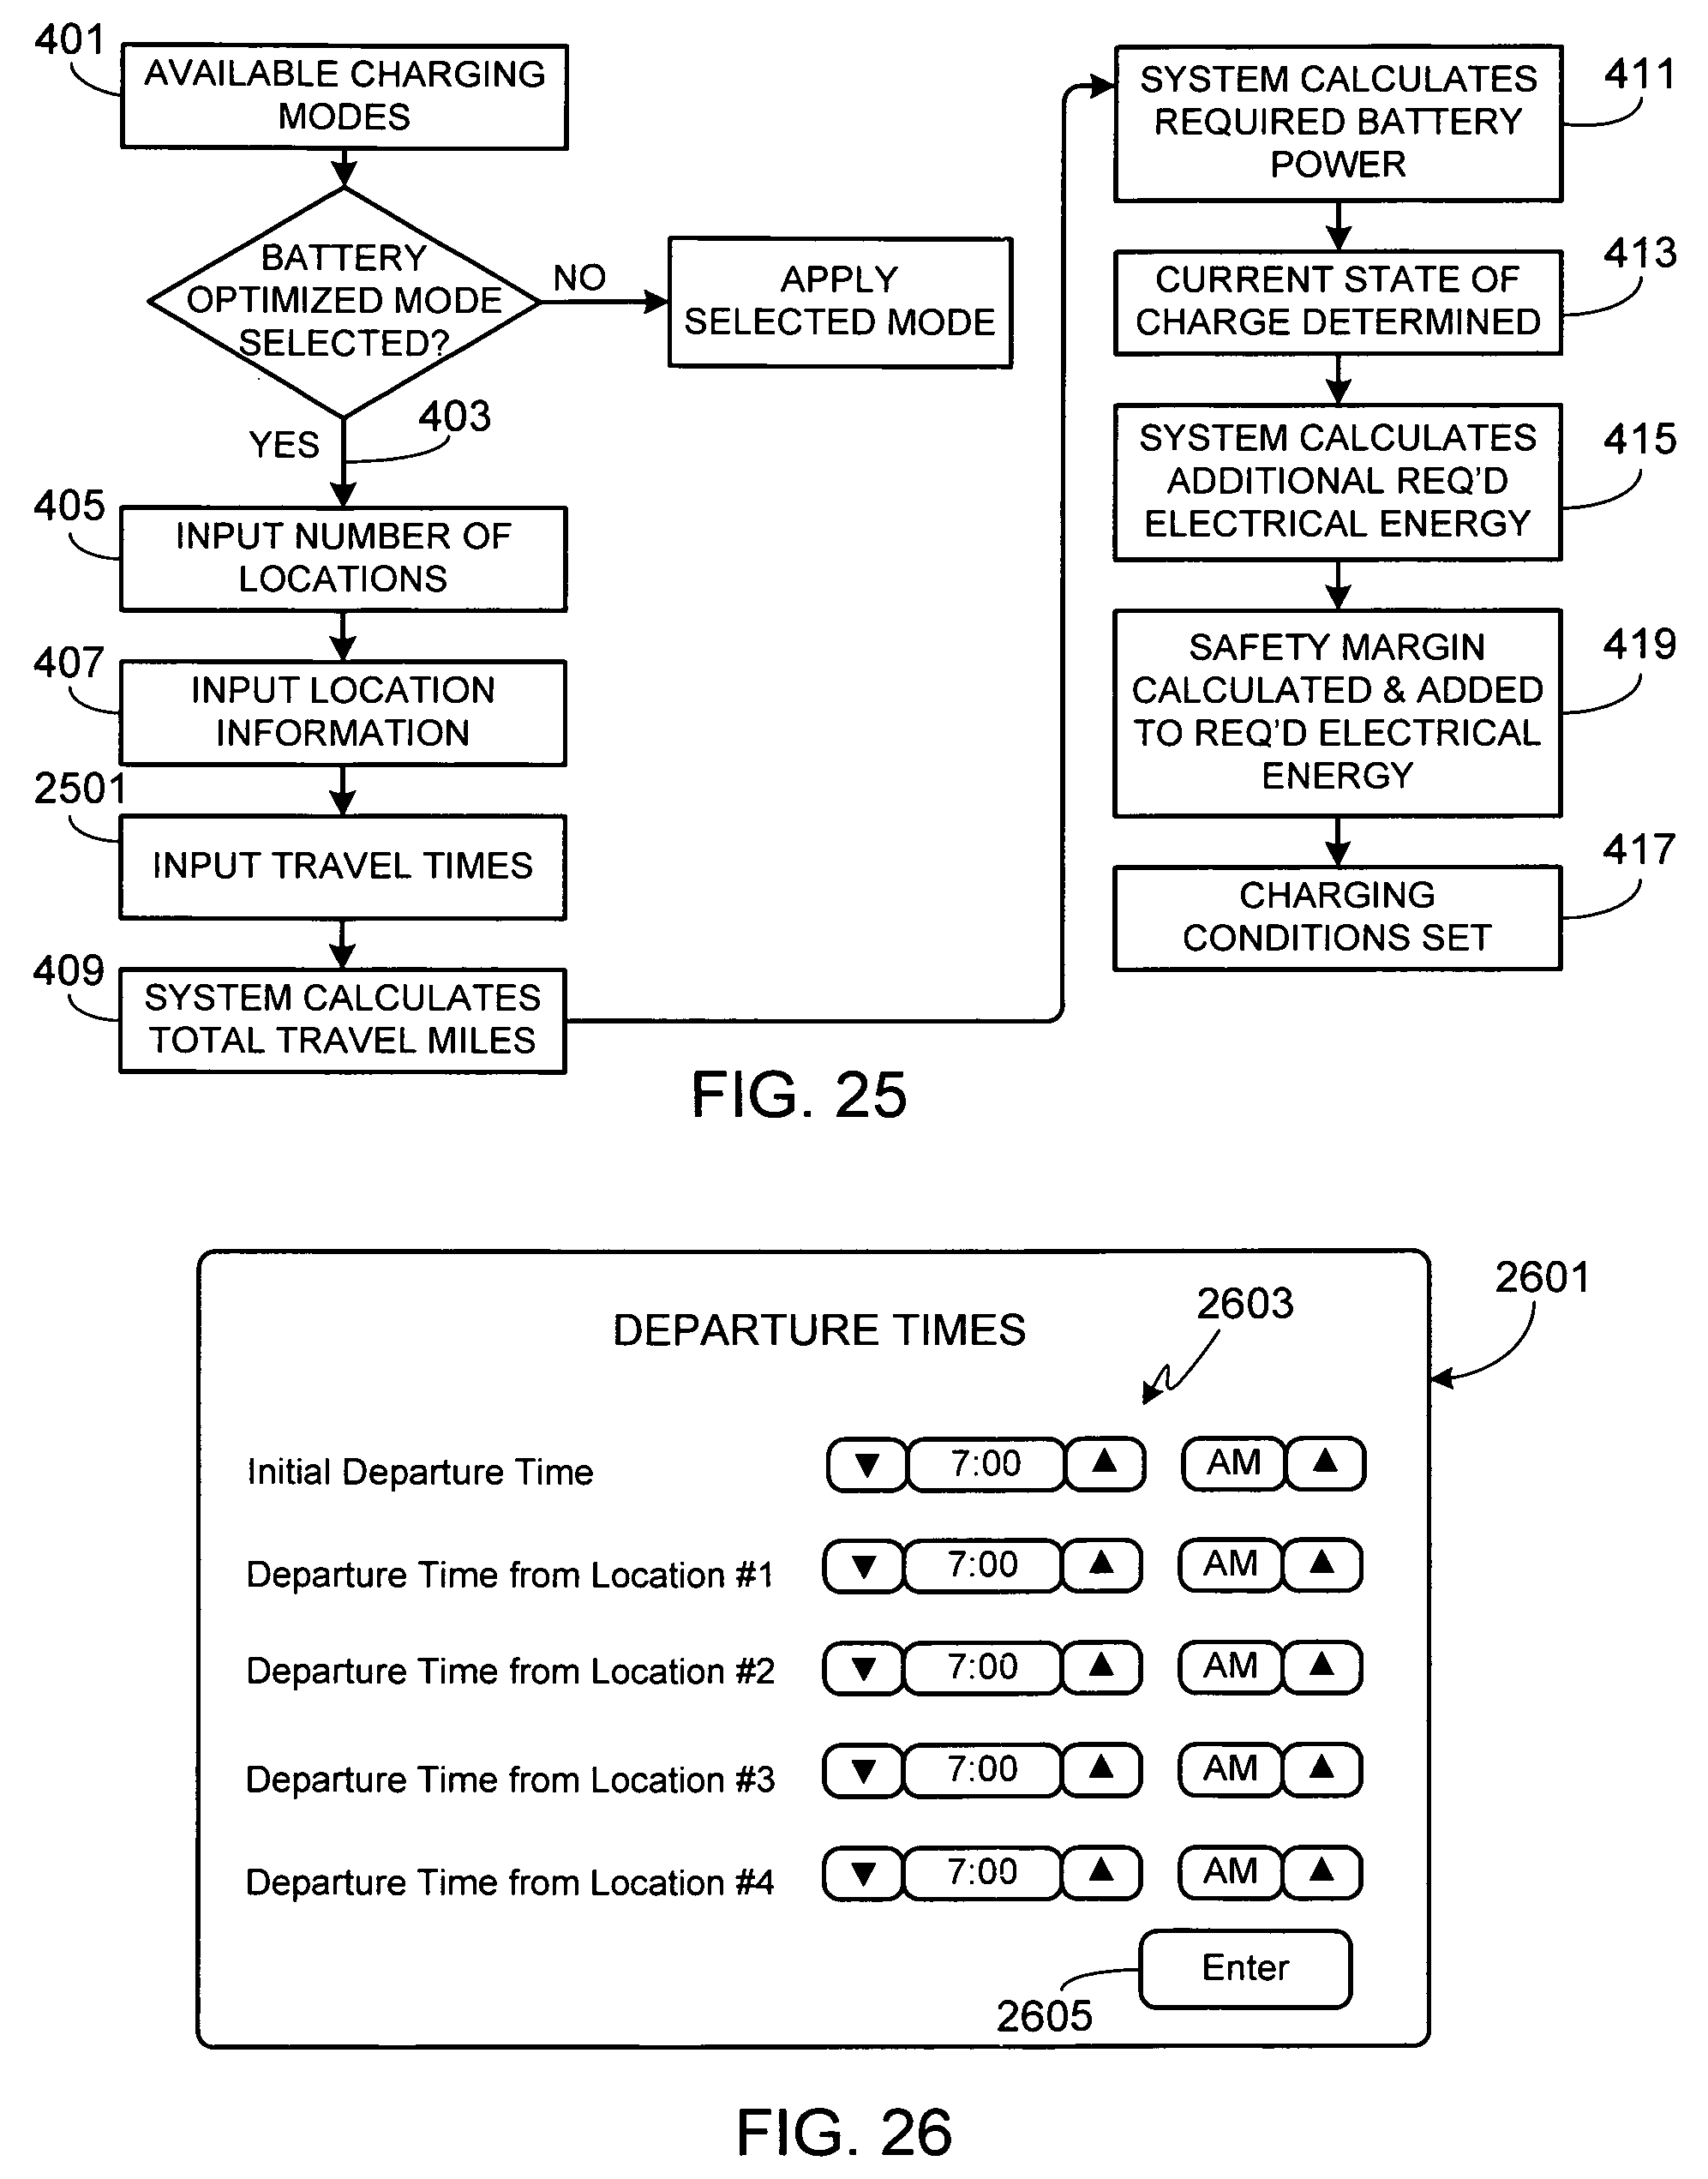 401
AVAILABLE CHARGING
MODES
BATTERY
OPTIMIZED MODE
SELECTED?
NO
APPLY
SELECTED MODE
YES
403
405
INPUT NUMBER OF
LOCATIONS
407
INPUT LOCATION
INFORMATION
2501
INPUT TRAVEL TIMES
409
SYSTEM CALCULATES
TOTAL TRAVEL MILES
SYSTEM CALCULATES
REQUIRED BATTERY
POWER
411
CURRENT STATE OF
CHARGE DETERMINED
413
SYSTEM CALCULATES
ADDITIONAL REQ'D
ELECTRICAL ENERGY
415
SAFETY MARGIN
CALCULATED & ADDED
TO REQ'D ELECTRICAL
ENERGY
419
CHARGING
CONDITIONS SET
417
FIG. 25
2601
2603
DEPARTURE TIMES
Initial Departure Time ▼ 7:00 ▲ AM ▲
Departure Time from Location #1 ▼ 7:00 ▲ AM ▲
Departure Time from Location #2 ▼ 7:00 ▲ AM ▲
Departure Time from Location #3 ▼ 7:00 ▲ AM ▲
Departure Time from Location #4 ▼ 7:00 ▲ AM ▲
Enter
2605
FIG. 26